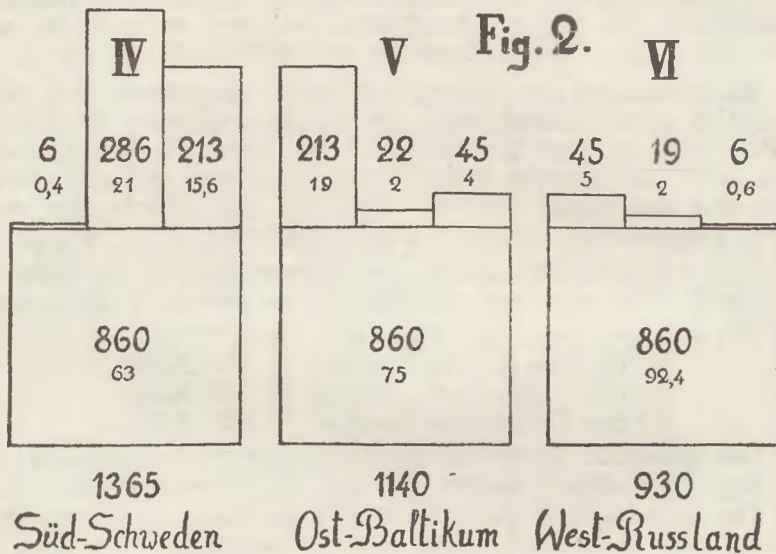 Fig. 2.
IV V VI
6 286 213 213 22 45 45 19 6
0,4 21 15,6 19 2 4 5 2 0,6
860 860 860
63 75 92,4
1365 1140 930
Süd-Schweden Ost-Baltikum West-Russland